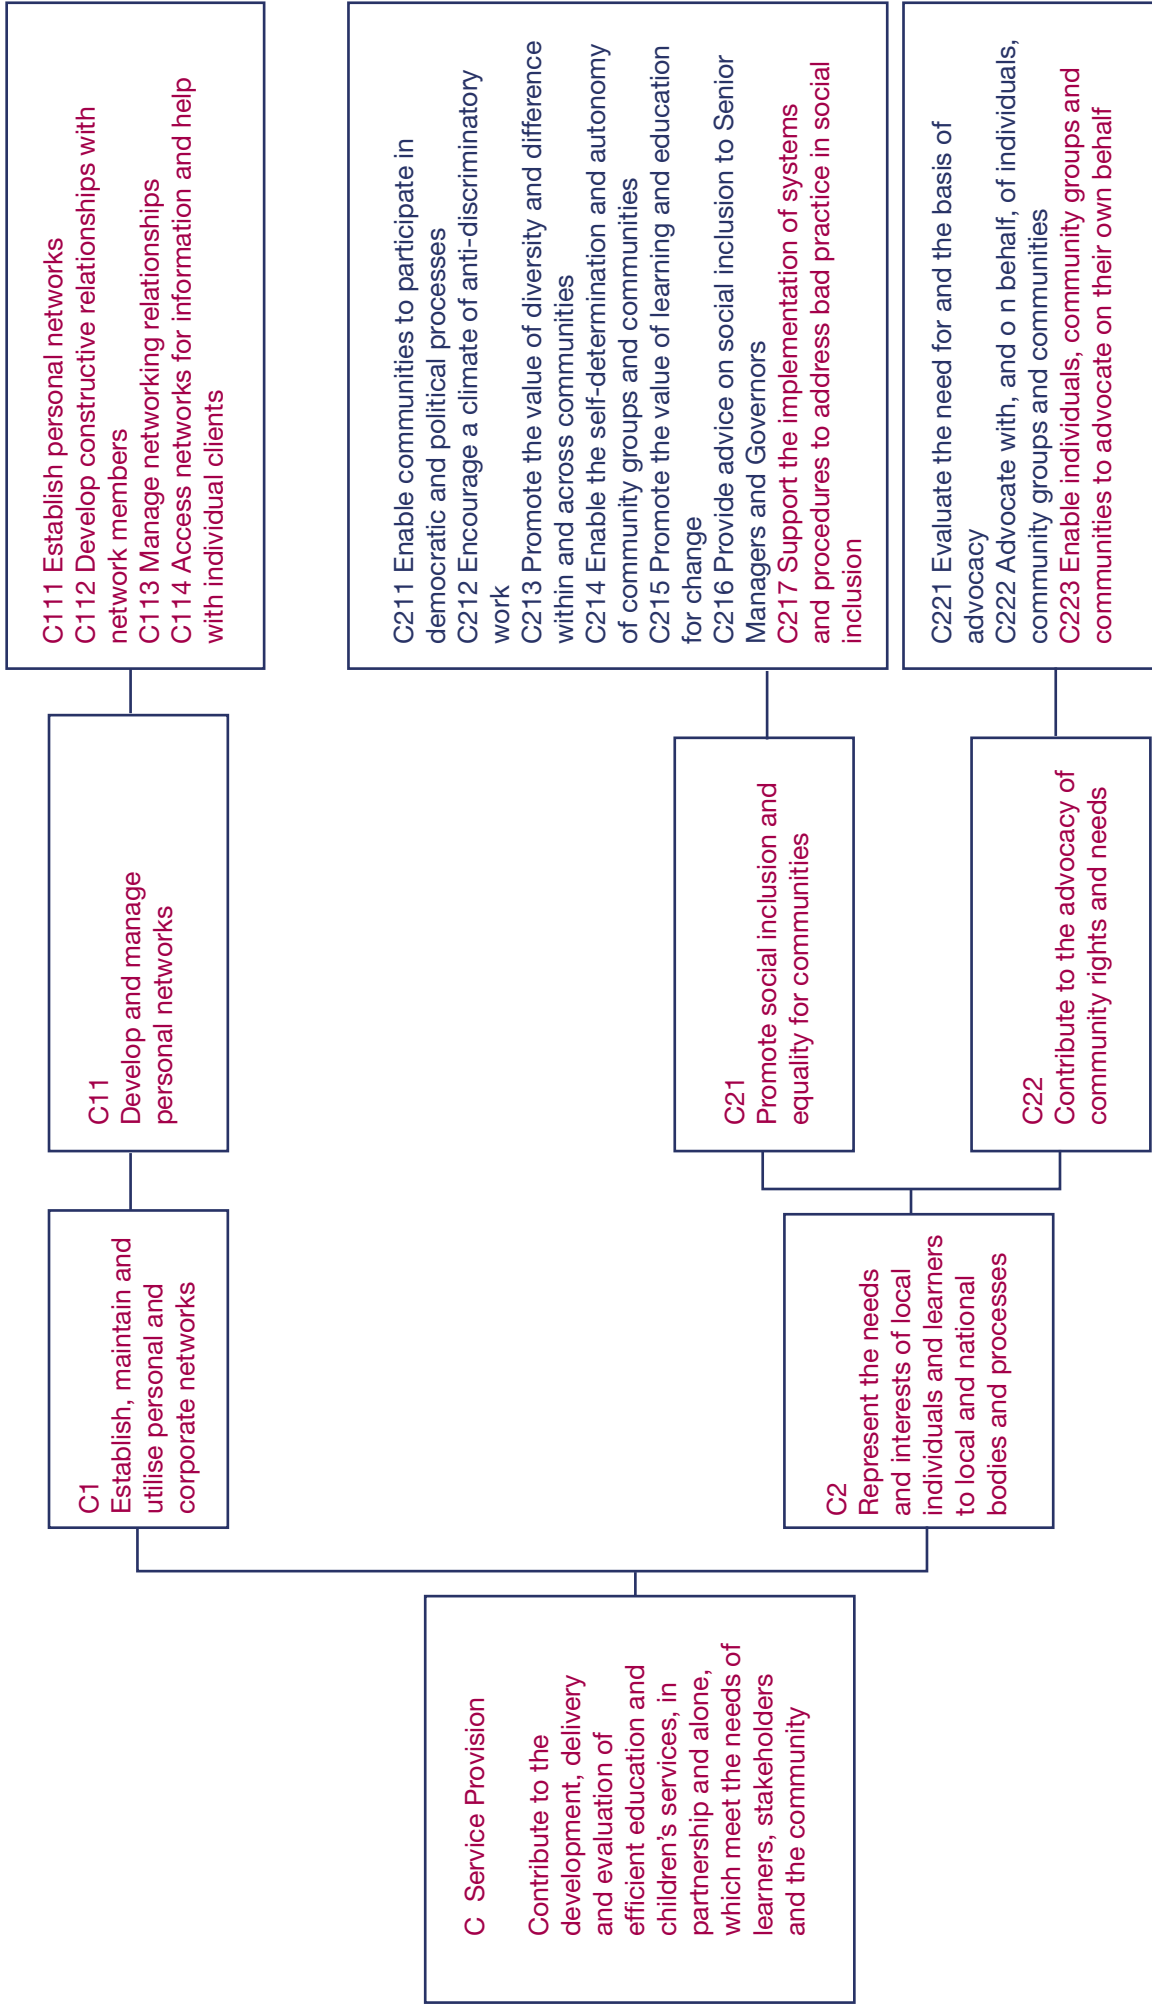 C  Service Provision
Contribute to the
development, delivery
and evaluation of
efficient education and
children’s services, in
partnership and alone,
which meet the needs of
learners, stakeholders
and the community
C1
Establish, maintain and
utilise personal and
corporate networks
C11
Develop and manage
personal networks
C111 Establish personal networks
C112 Develop constructive relationships with
network members
C113 Manage networking relationships
C114 Access networks for information and help
with individual clients
C2
Represent the needs
and interests of local
individuals and learners
to local and national
bodies and processes
C21
Promote social inclusion and
equality for communities
C211 Enable communities to participate in
democratic and political processes
C212 Encourage a climate of anti-discriminatory
work
C213 Promote the value of diversity and difference
within and across communities
C214 Enable the self-determination and autonomy
of community groups and communities
C215 Promote the value of learning and education
for change
C216 Provide advice on social inclusion to Senior
Managers and Governors
C217 Support the implementation of systems
and procedures to address bad practice in social
inclusion
C22
Contribute to the advocacy of
community rights and needs
C221 Evaluate the need for and the basis of
advocacy
C222 Advocate with, and o n behalf, of individuals,
community groups and communities
C223 Enable individuals, community groups and
communities to advocate on their own behalf